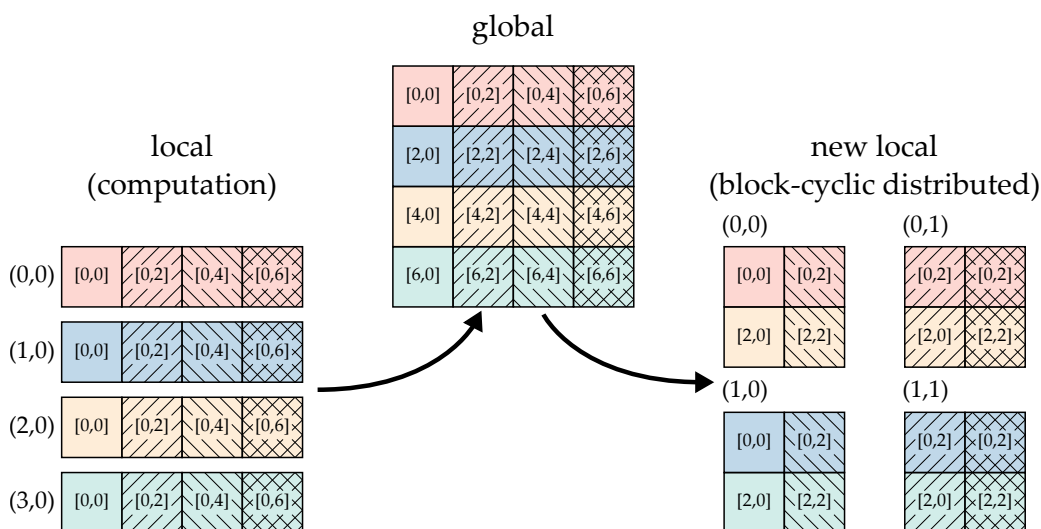 global
[0,0] [0,2] [0,4] [0,6]
[2,0] [2,2] [2,4] [2,6]
[4,0] [4,2] [4,4] [4,6]
[6,0] [6,2] [6,4] [6,6]
local
(computation)
(0,0) [0,0] [0,2] [0,4] [0,6]
(1,0) [0,0] [0,2] [0,4] [0,6]
(2,0) [0,0] [0,2] [0,4] [0,6]
(3,0) [0,0] [0,2] [0,4] [0,6]
new local
(block-cyclic distributed)
(0,0) (0,1)
[0,0] [0,2] [0,2] [0,2]
[2,0] [2,2] [2,0] [2,2]
(1,0) (1,1)
[0,0] [0,2] [0,2] [0,2]
[2,0] [2,2] [2,0] [2,2]